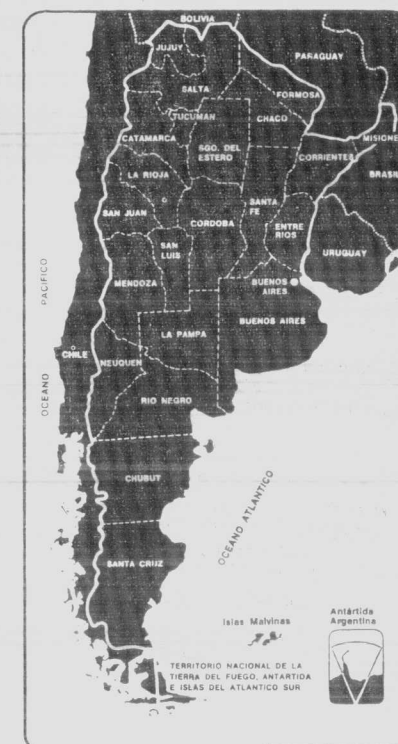 BOLIVIA
JUJUY
PARAGUAY
SALTA
FORMOSA
TUCUMAN
CHACO
CATAMARCA
SGO. DEL
ESTERO
MISIONE
CORRIENTES
LA RIOJA
BRASI
SAN JUAN
CORDOBA
SANTA
FE
ENTRE
RIOS
SAN
LUIS
URUGUAY
MENDOZA
BUENOS
AIRES
BUENOS AIRES
LA PAMPA
OCEANO PACIFICO
CHILE
NEUQUEN
RIO NEGRO
CHUBUT
OCEANO ATLANTICO
SANTA CRUZ
Islas Malvinas
Antártida
Argentina
TERRITORIO NACIONAL DE LA
TIERRA DEL FUEGO, ANTARTIDA
E ISLAS DEL ATLANTICO SUR